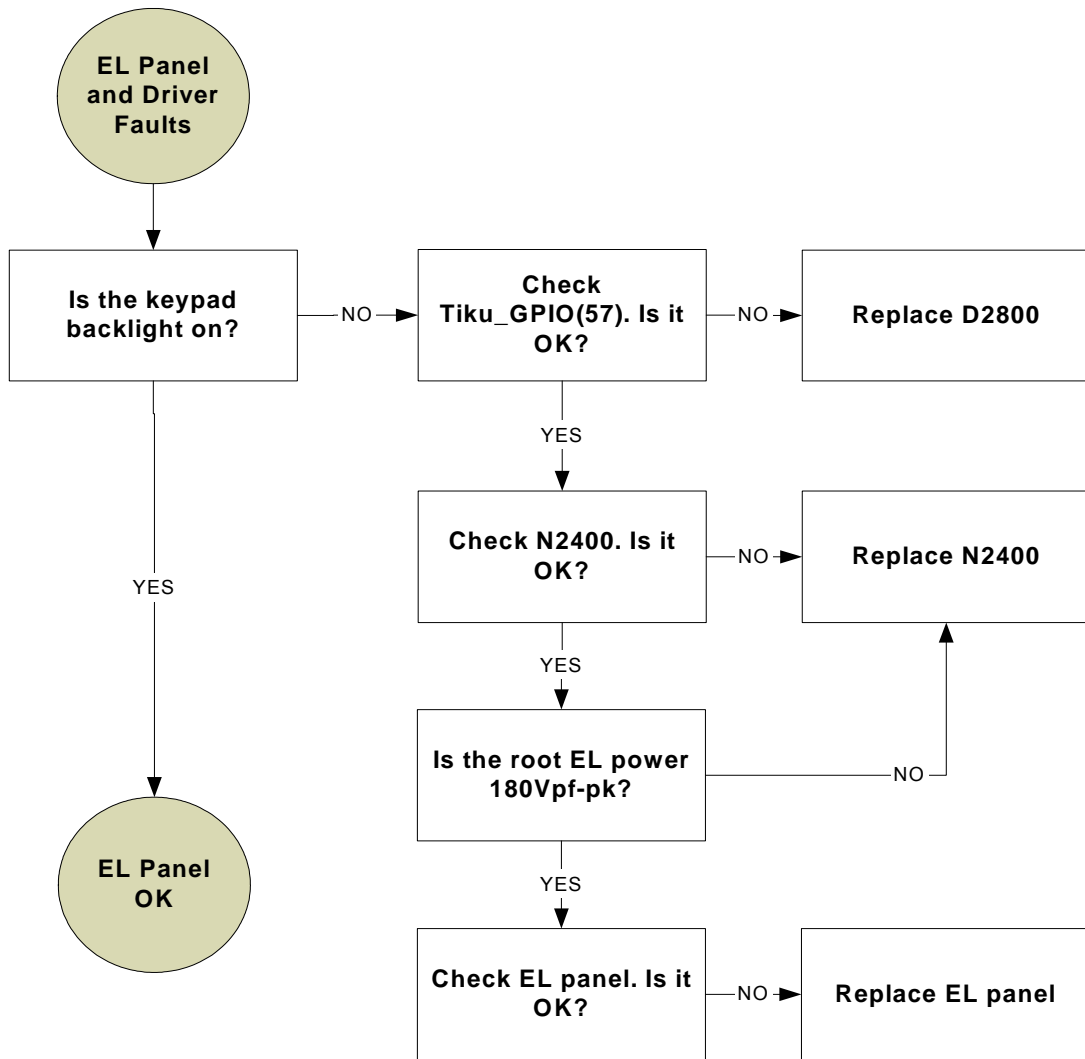 EL Panel
and Driver
Faults
Is the keypad
backlight on?
NO
Check
Tiku_GPIO(57). Is it
OK?
NO
Replace D2800
YES
Check N2400. Is it
OK?
NO
Replace N2400
YES
YES
Is the root EL power
180Vpf-pk?
NO
EL Panel
OK
YES
Check EL panel. Is it
OK?
NO
Replace EL panel